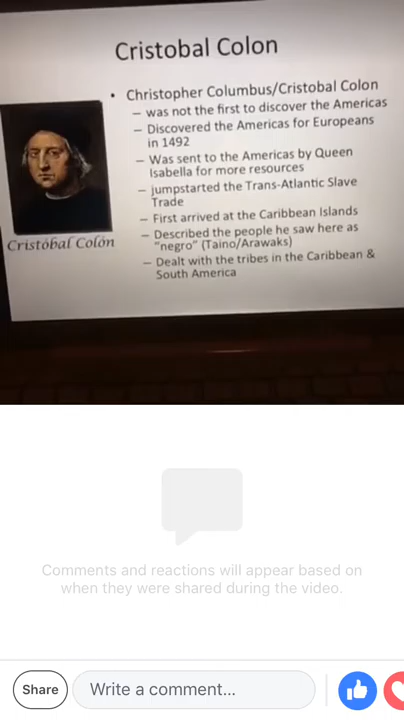 Cristobal Colon
• Christopher Columbus/Cristobal Colon
– was not the first to discover the Americas
– Discovered the Americas for Europeans
in 1492
– Was sent to the Americas by Queen
Isabella for more resources
– jumpstarted the Trans-Atlantic Slave
Trade
– First arrived at the Caribbean Islands
– Described the people he saw here as
"negro" (Taino/Arawaks)
– Dealt with the tribes in the Caribbean &
South America
Cristóbal Colón
Comments and reactions will appear based on
when they were shared during the video.
Share
Write a comment...